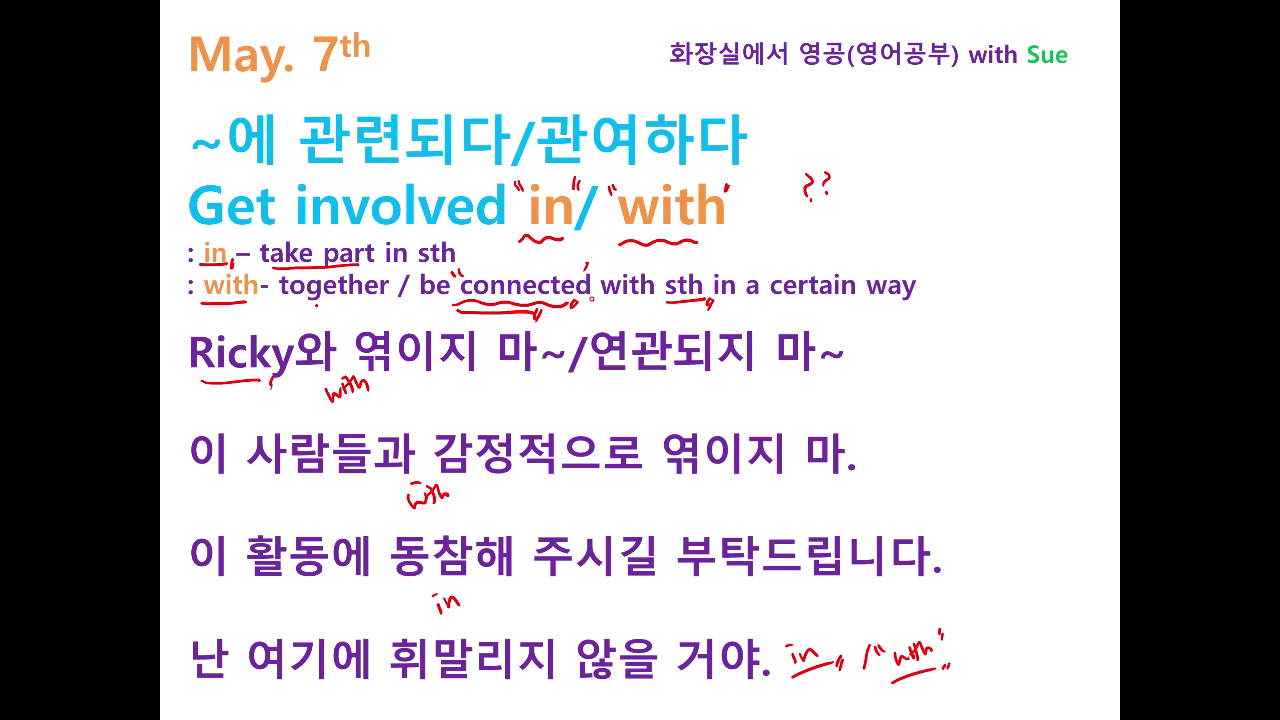 May. 7th
화장실에서 영공(영어공부) with Sue
~에 관련되다/관여하다
Get involved "in"/ "with" ??
: in – take part in sth
: with- together / be "connected with sth in a certain way
Ricky와 엮이지 마~/연관되지 마~
with
이 사람들과 감정적으로 엮이지 마.
with
이 활동에 동참해 주시길 부탁드립니다.
in
난 여기에 휘말리지 않을 거야. in / "with"